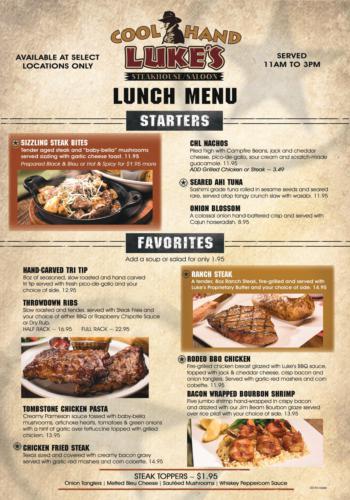 COOL HAND
LUKE'S
STEAKHOUSE/SALOON
AVAILABLE AT SELECT
LOCATIONS ONLY
SERVED
11AM TO 3PM
LUNCH MENU
STARTERS
SIZZLING STEAK BITES
Tender aged steak and "baby-bella" mushrooms
served sizzling with garlic cheese toast. 11.95
Prepared Black & Bleu or Hot & Spicy for $1.95 more
CHL NACHOS
Piled high with Campfire Beans, jack and cheddar
cheese, pico-de-gallo, sour cream and scratch-made
guacamole. 11.95
ADD Grilled Chicken or Steak – 3.49
SEARED AHI TUNA
Sashimi grade tuna rolled in sesame seeds and seared
rare, served atop tangy crunch slaw with wasabi. 11.95
ONION BLOSSOM
A colossal onion hand-battered crisp and served with
Cajun horseradish. 8.95
FAVORITES
Add a soup or salad for only 1.95
HAND-CARVED TRI TIP
8oz of seasoned, slow roasted and hand carved
tri tip served with fresh pico-de-gallo and your
choice of side. 12.95
THROWDOWN RIBS
Slow roasted and tender, served with Steak Fries and
your choice of either BBQ or Raspberry Chipotle Sauce
or Dry Rub.
HALF RACK – 16.95 FULL RACK – 22.95
TOMBSTONE CHICKEN PASTA
Creamy Parmesan sauce tossed with baby-bella
mushrooms, artichoke hearts, tomatoes & green onions
with a hint of garlic over fettuccine topped with grilled
chicken. 13.95
CHICKEN FRIED STEAK
Texas sized and covered with creamy bacon gravy
served with garlic-red mashers and corn cobbette. 14.95
RANCH STEAK
A tender, 8oz Ranch Steak, fire-grilled and served with
Luke's Proprietary Butter and your choice of side. 14.95
RODEO BBQ CHICKEN
Fire-grilled chicken breast glazed with Luke's BBQ sauce,
topped with jack & cheddar cheese, crisp bacon and
onion tanglers. Served with garlic-red mashers and corn
cobbette. 11.95
BACON WRAPPED BOURBON SHRIMP
Five jumbo shrimp hand-wrapped in crispy bacon
and drizzled with our Jim Beam Bourbon glaze served
over rice pilaf with your choice of side. 13.95
STEAK TOPPERS – $1.95
Onion Tanglers | Melted Bleu Cheese | Sautéed Mushrooms | Whiskey Peppercorn Sauce